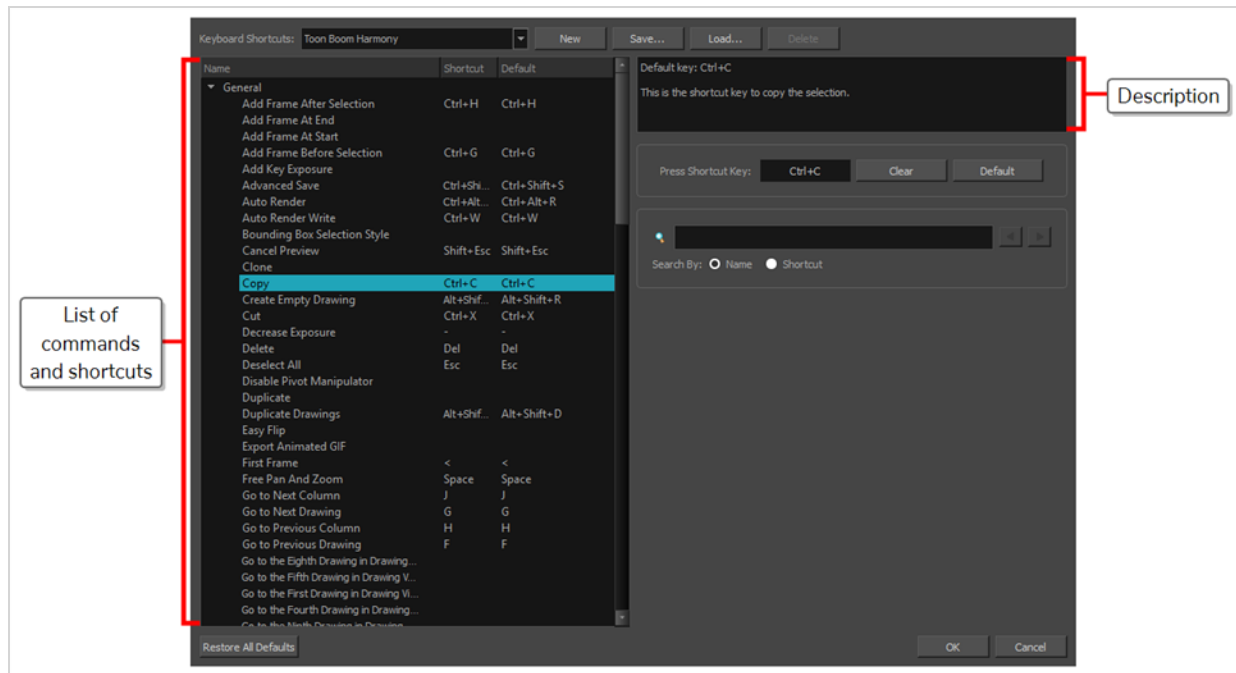 Keyboard Shortcuts: Toon Boom Harmony New Save... Load... Delete
Name Shortcut Default
General
Add Frame After Selection Ctrl+H Ctrl+H
Add Frame At End
Add Frame At Start
Add Frame Before Selection Ctrl+G Ctrl+G
Add Key Exposure
Advanced Save Ctrl+Shi... Ctrl+Shift+S
Auto Render Ctrl+Alt... Ctrl+Alt+R
Auto Render Write Ctrl+W Ctrl+W
Bounding Box Selection Style
Cancel Preview Shift+Esc Shift+Esc
Clone
Copy Ctrl+C Ctrl+C
Create Empty Drawing Alt+Shif... Alt+Shift+R
Cut Ctrl+X Ctrl+X
Decrease Exposure - -
Delete Del Del
Deselect All Esc Esc
Disable Pivot Manipulator
Duplicate
Duplicate Drawings Alt+Shif... Alt+Shift+D
Easy Flip
Export Animated GIF
First Frame < <
Free Pan And Zoom Space Space
Go to Next Column J J
Go to Next Drawing G G
Go to Previous Column H H
Go to Previous Drawing F F
Go to the Eighth Drawing in Drawing...
Go to the Fifth Drawing in Drawing V...
Go to the First Drawing in Drawing Vi...
Go to the Fourth Drawing in Drawing...
Go to the Ninth Drawing in Drawing
Default key: Ctrl+C
This is the shortcut key to copy the selection.
Press Shortcut Key: Ctrl+C Clear Default
Search By: Name Shortcut
Restore All Defaults OK Cancel
List of
commands
and shortcuts
Description